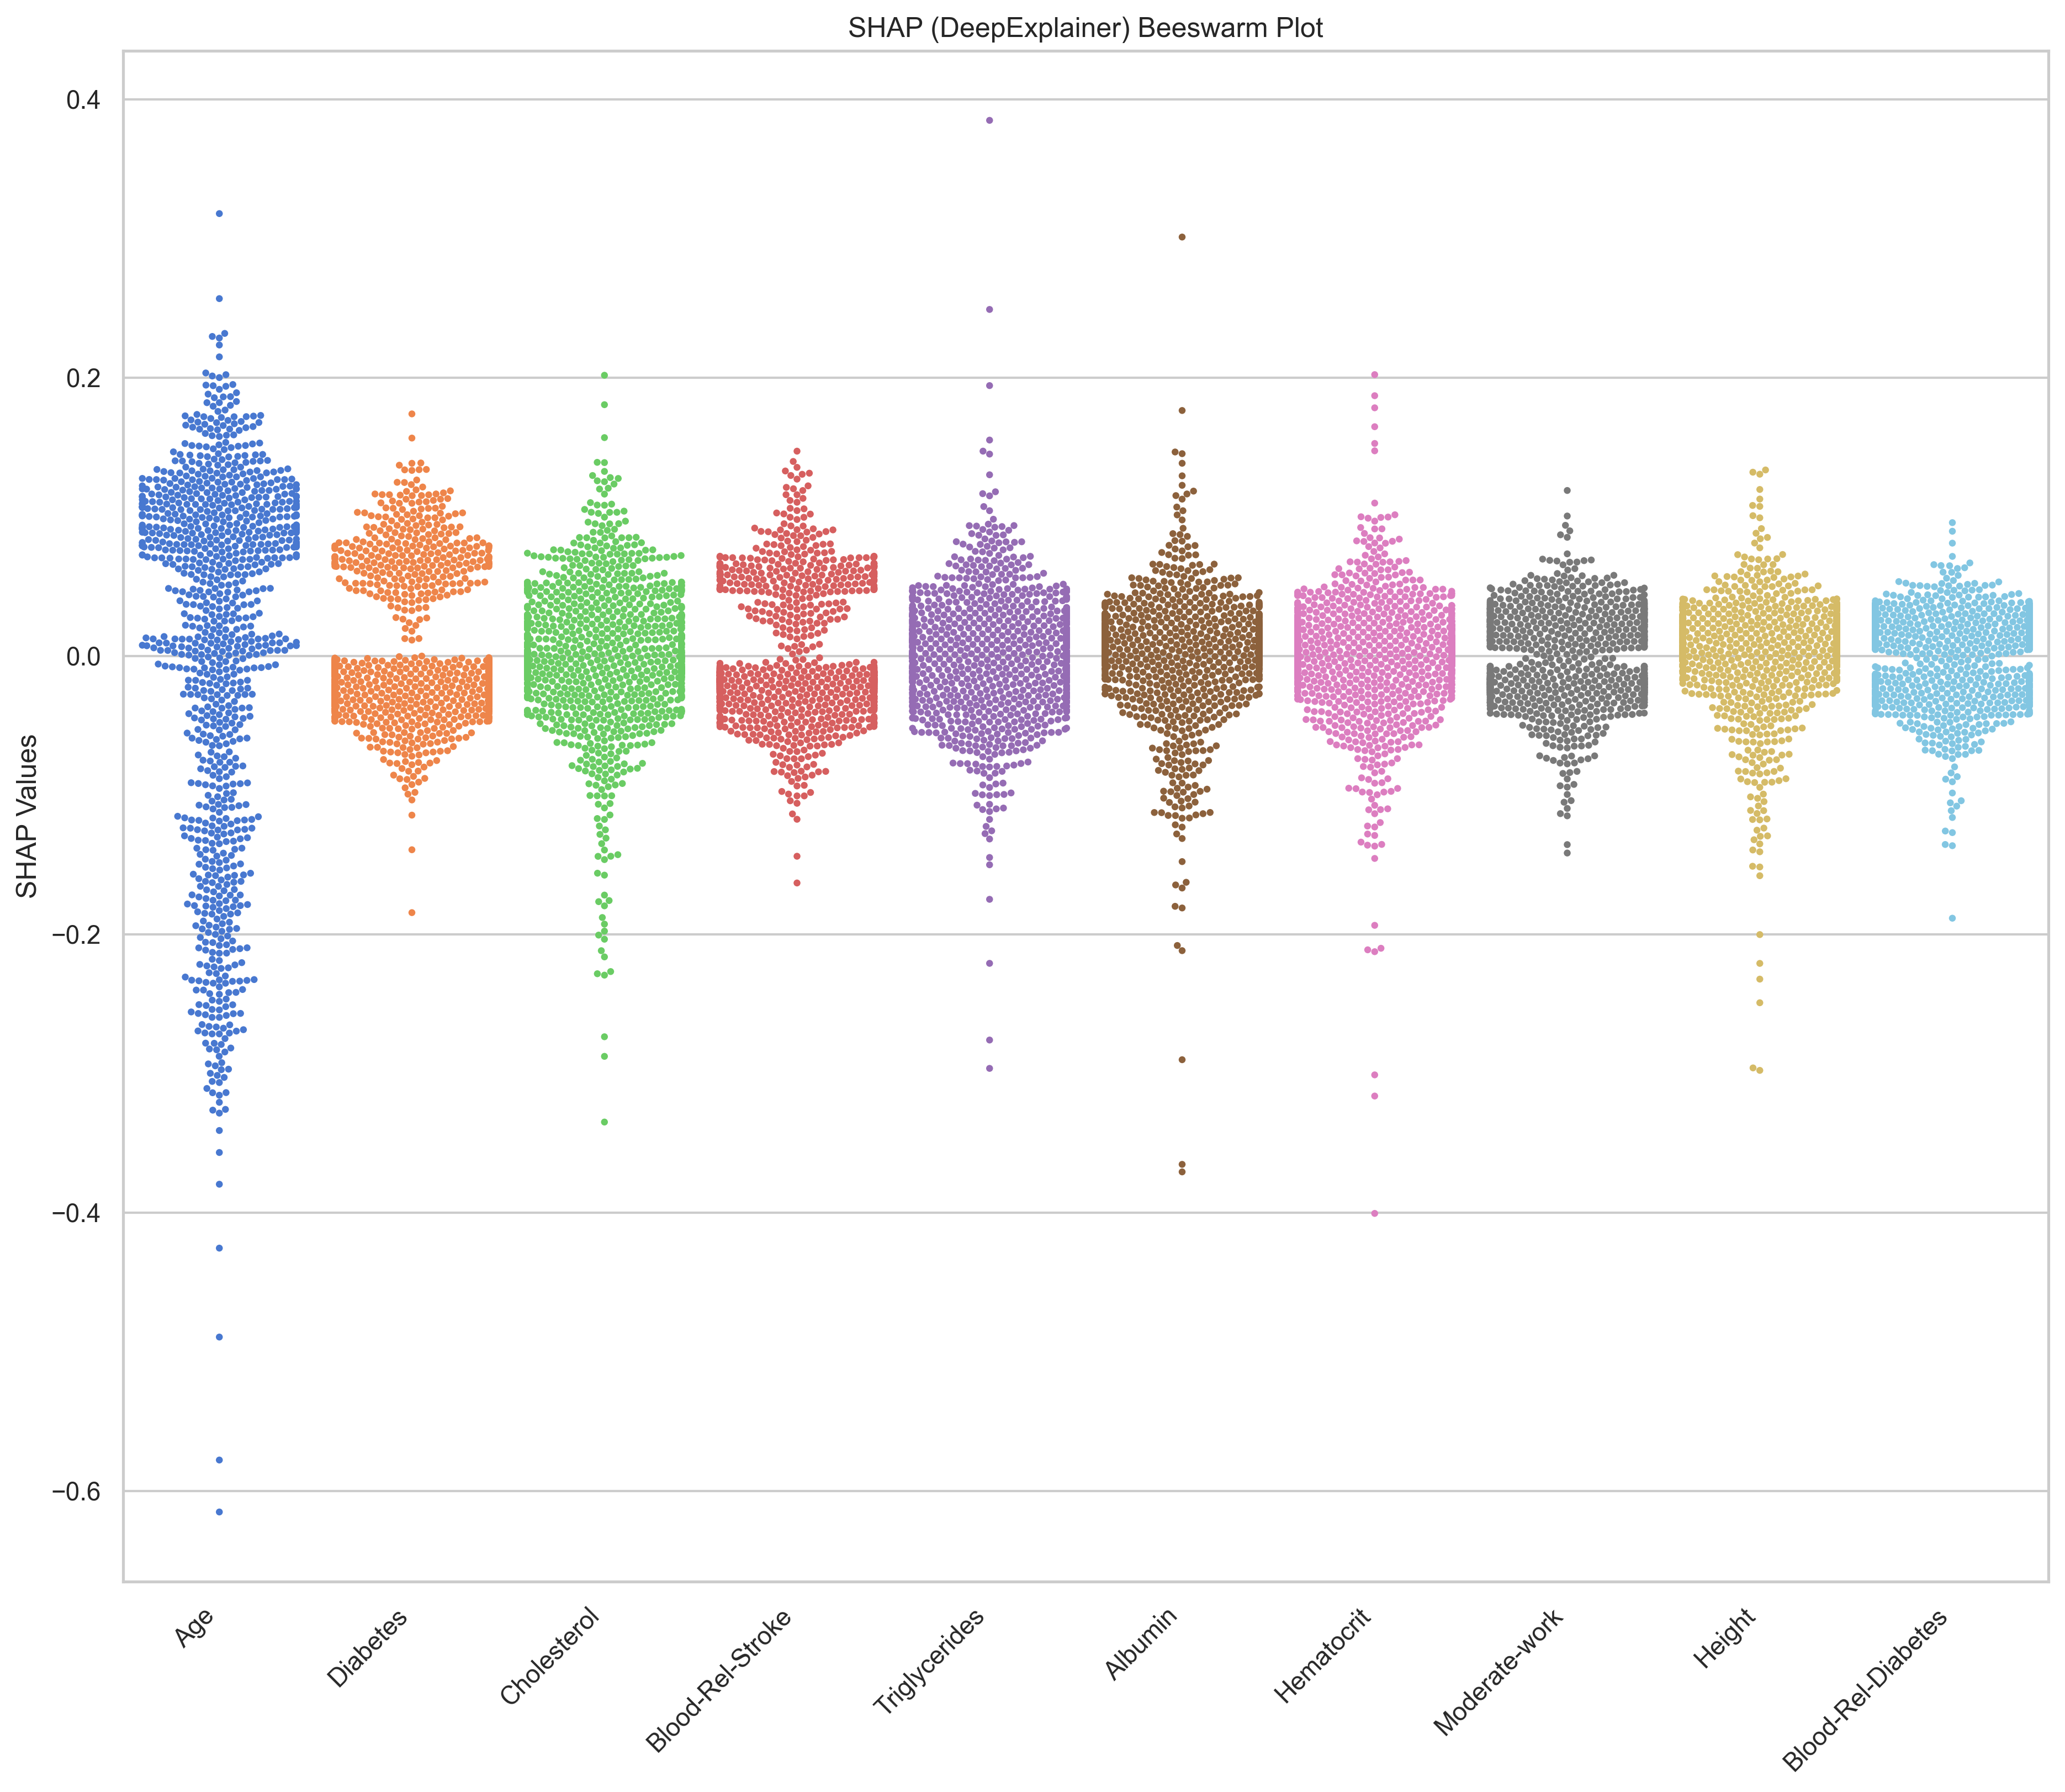 SHAP (DeepExplainer) Beeswarm Plot
0.4
0.2
0.0
−0.2
−0.4
−0.6
SHAP Values
Age
Diabetes
Cholesterol
Blood-Rel-Stroke
Triglycerides
Albumin
Hematocrit
Moderate-work
Height
Blood-Rel-Diabetes